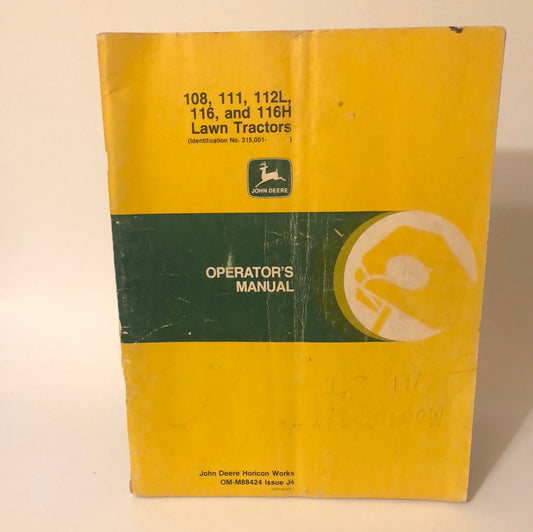 108, 111, 112L,
116, and 116H
Lawn Tractors
(Identification No. 315,001- )
JOHN DEERE
OPERATOR'S
MANUAL
John Deere Horicon Works
OM-M88424 Issue J4